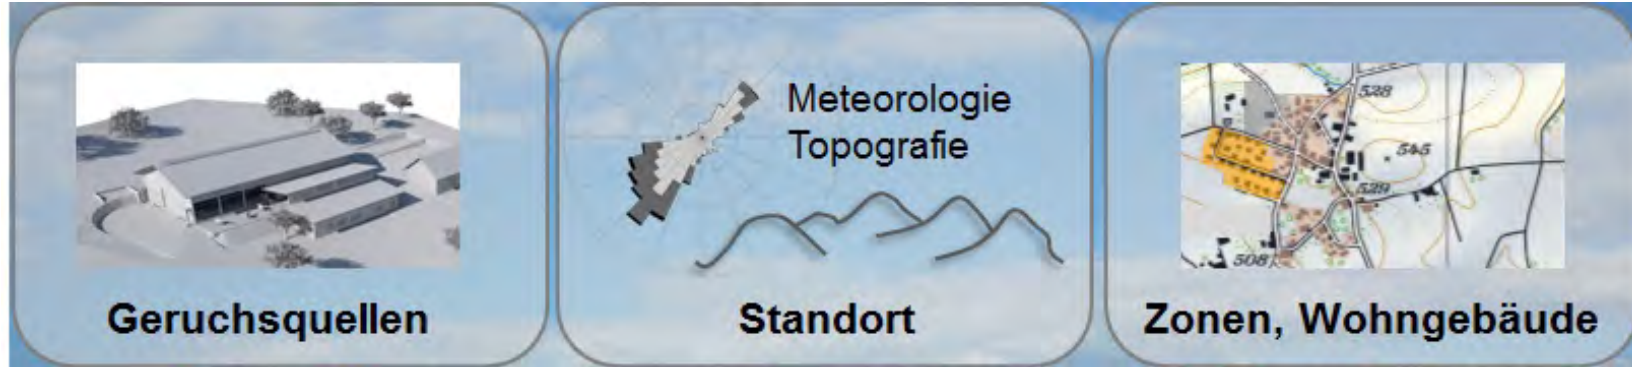 Meteorologie
Topografie
528
545
529
508
Geruchsquellen
Standort
Zonen, Wohngebäude